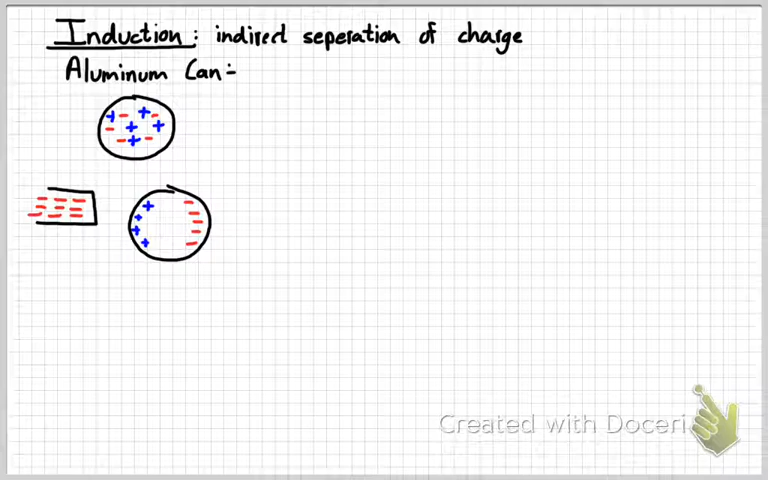 Induction: indirect seperation of charge
Aluminum Can:-
Created with Doceri